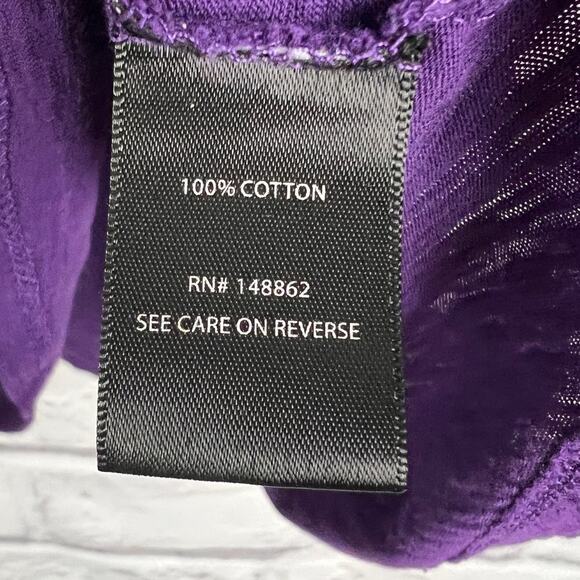 100% COTTON
RN# 148862
SEE CARE ON REVERSE